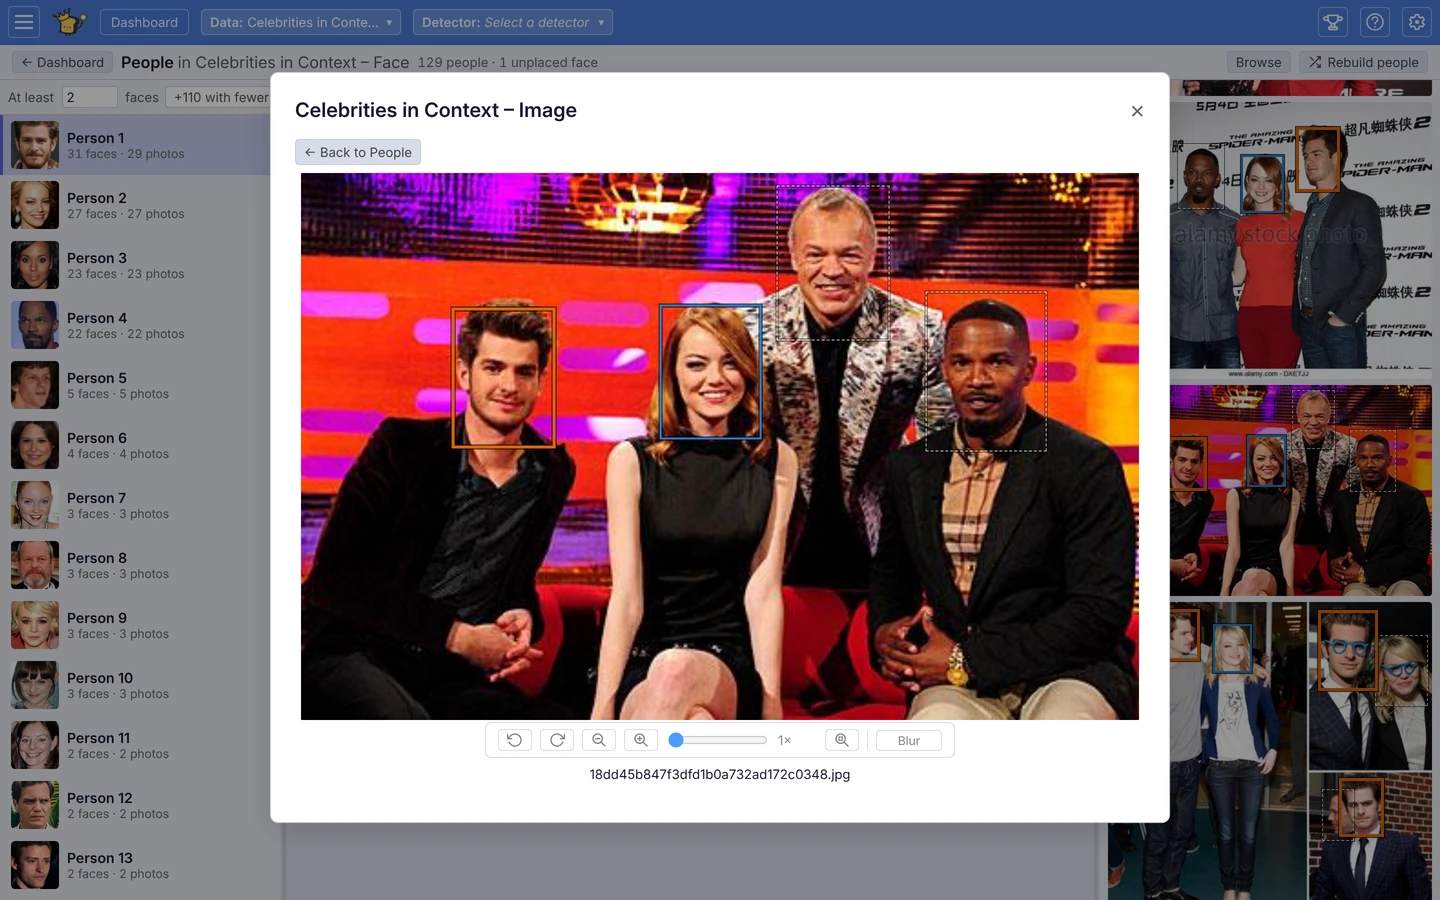 Dashboard
Data: Celebrities in Conte...
Detector: Select a detector
← Dashboard
People in Celebrities in Context – Face
129 people · 1 unplaced face
Browse
Rebuild people
At least
2
faces
+110 with fewer
Person 1
31 faces · 29 photos
Person 2
27 faces · 27 photos
Person 3
23 faces · 23 photos
Person 4
22 faces · 22 photos
Person 5
5 faces · 5 photos
Person 6
4 faces · 4 photos
Person 7
3 faces · 3 photos
Person 8
3 faces · 3 photos
Person 9
3 faces · 3 photos
Person 10
3 faces · 3 photos
Person 11
2 faces · 2 photos
Person 12
2 faces · 2 photos
Person 13
2 faces · 2 photos
Celebrities in Context – Image
← Back to People
1×
Blur
18dd45b847f3dfd1b0a732ad172c0348.jpg
5月4日
THE AMAZING
SPIDER-MAN
超凡蜘蛛侠2
alamy stock photo
www.alamy.com - DXETJJ